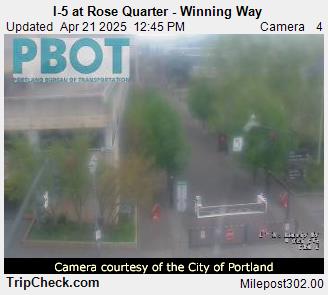 I-5 at Rose Quarter - Winning Way
Updated Apr 21 2025 12:45 PM Camera 4
PBOT
PORTLAND BUREAU OF TRANSPORTATION
Camera courtesy of the City of Portland
TripCheck.com Milepost302.00